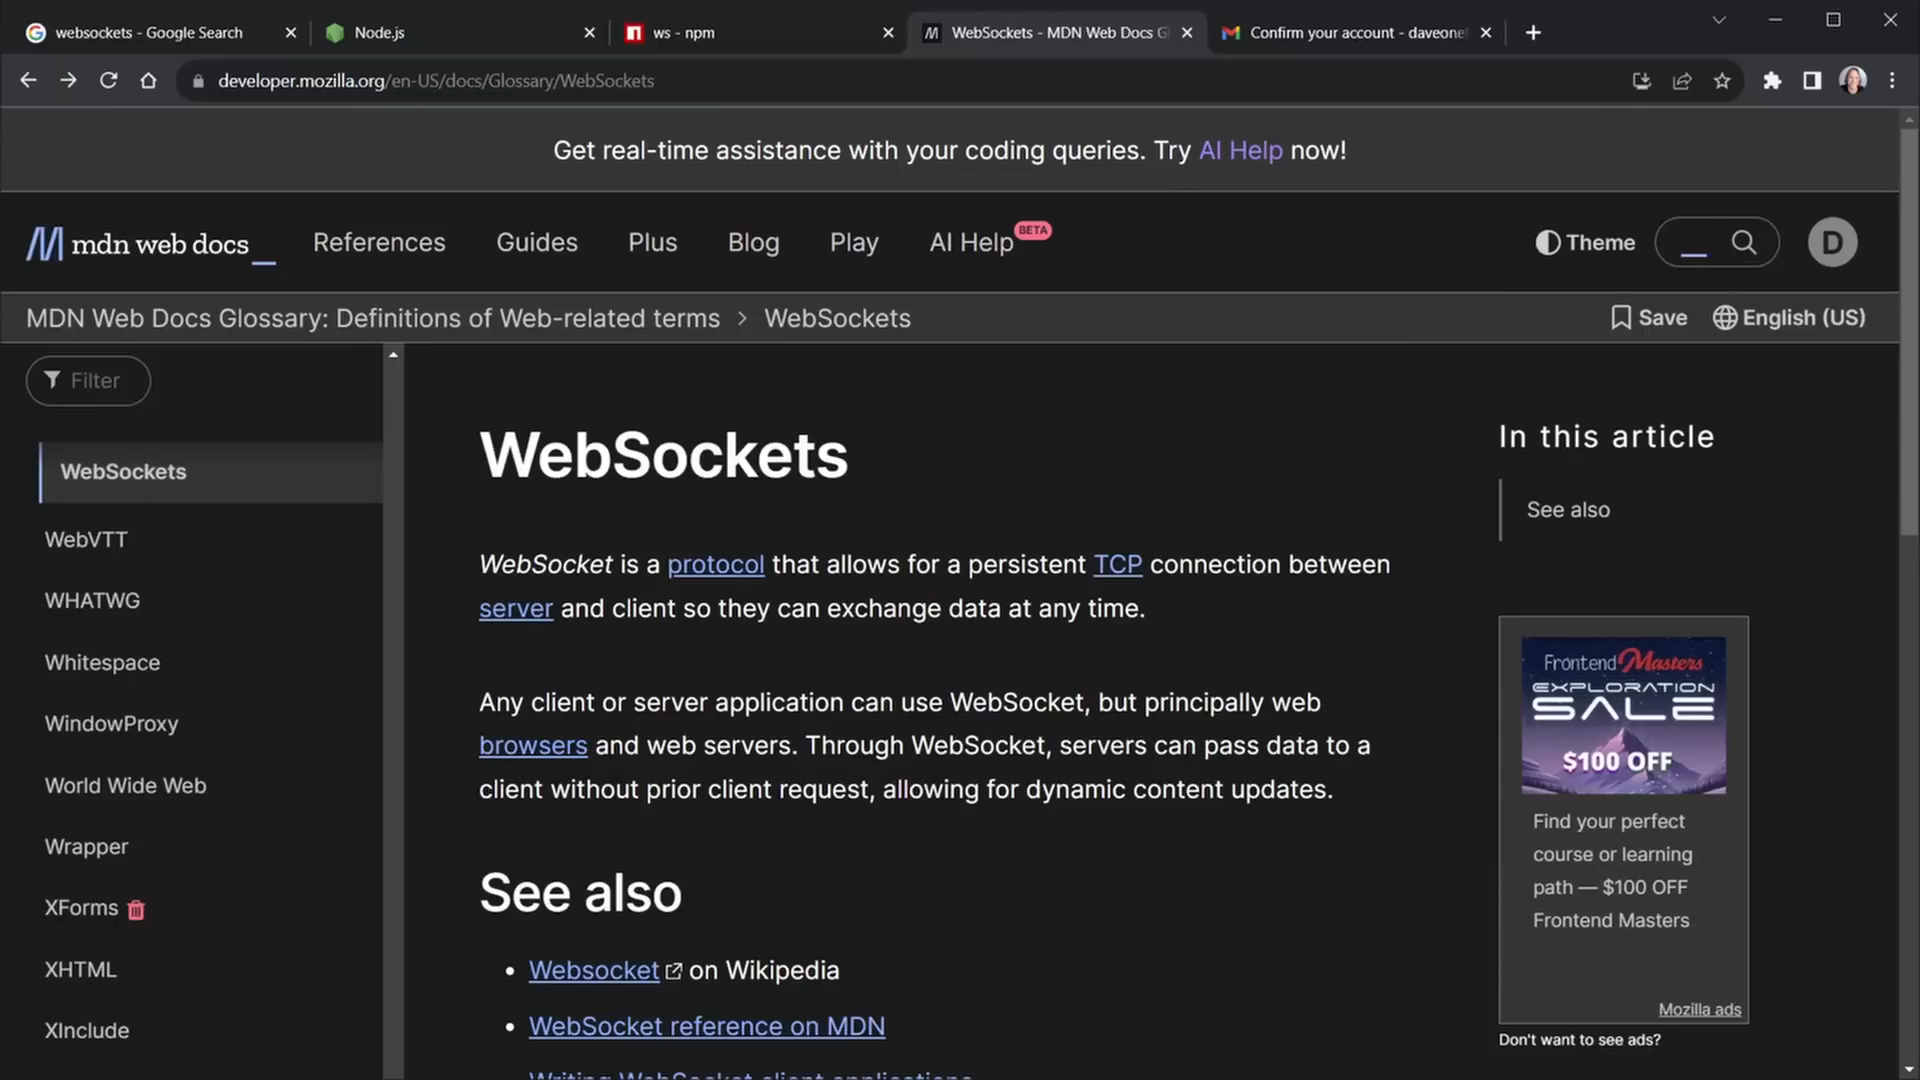 websockets - Google Search
Node.js
ws - npm
WebSockets - MDN Web Docs G
Confirm your account - daveonel
developer.mozilla.org/en-US/docs/Glossary/WebSockets
Get real-time assistance with your coding queries. Try AI Help now!
mdn web docs_
References
Guides
Plus
Blog
Play
AI Help
BETA
Theme
D
MDN Web Docs Glossary: Definitions of Web-related terms > WebSockets
Save
English (US)
Filter
WebSockets
WebVTT
WHATWG
Whitespace
WindowProxy
World Wide Web
Wrapper
XForms
XHTML
XInclude
WebSockets
WebSocket is a protocol that allows for a persistent TCP connection between
server and client so they can exchange data at any time.
Any client or server application can use WebSocket, but principally web
browsers and web servers. Through WebSocket, servers can pass data to a
client without prior client request, allowing for dynamic content updates.
See also
• Websocket on Wikipedia
• WebSocket reference on MDN
Writing WebSocket client applications
In this article
See also
Frontend Masters
EXPLORATION
SALE
$100 OFF
Find your perfect
course or learning
path — $100 OFF
Frontend Masters
Mozilla ads
Don't want to see ads?